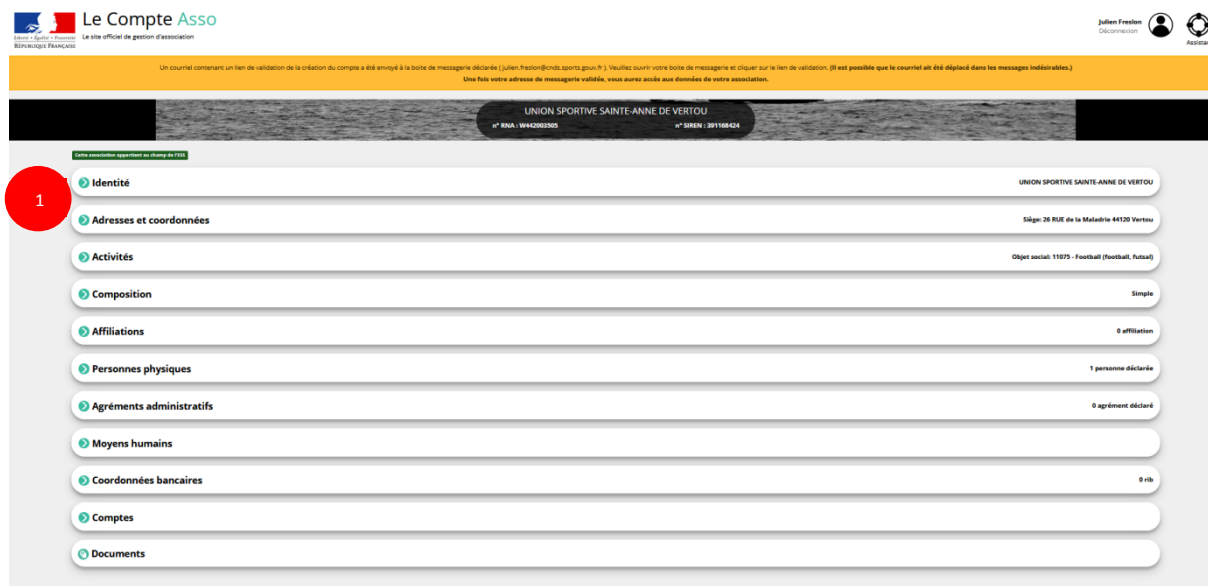 Le Compte Asso
Le site officiel de gestion d'association
Liberté • Égalité • Fraternité
RÉPUBLIQUE FRANÇAISE
Julien Freslon
Déconnexion
Assistan
Un courriel contenant un lien de validation de la création du compte a été envoyé à la boite de messagerie déclarée ( julien.freslon@cnds.sports.gouv.fr ). Veuillez ouvrir votre boite de messagerie et cliquer sur le lien de validation. (Il est possible que le courriel ait été déplacé dans les messages indésirables.)
Une fois votre adresse de messagerie validée, vous aurez accès aux données de votre association.
UNION SPORTIVE SAINTE-ANNE DE VERTOU
n° RNA : W442003505 n° SIREN : 391168424
Cette association appartient au champ de l'ESS
1
Identité UNION SPORTIVE SAINTE-ANNE DE VERTOU
Adresses et coordonnées Siège: 26 RUE de la Maladrie 44120 Vertou
Activités Objet social: 11075 - Football (football, futsal)
Composition Simple
Affiliations 0 affiliation
Personnes physiques 1 personne déclarée
Agréments administratifs 0 agrément déclaré
Moyens humains
Coordonnées bancaires 0 rib
Comptes
Documents